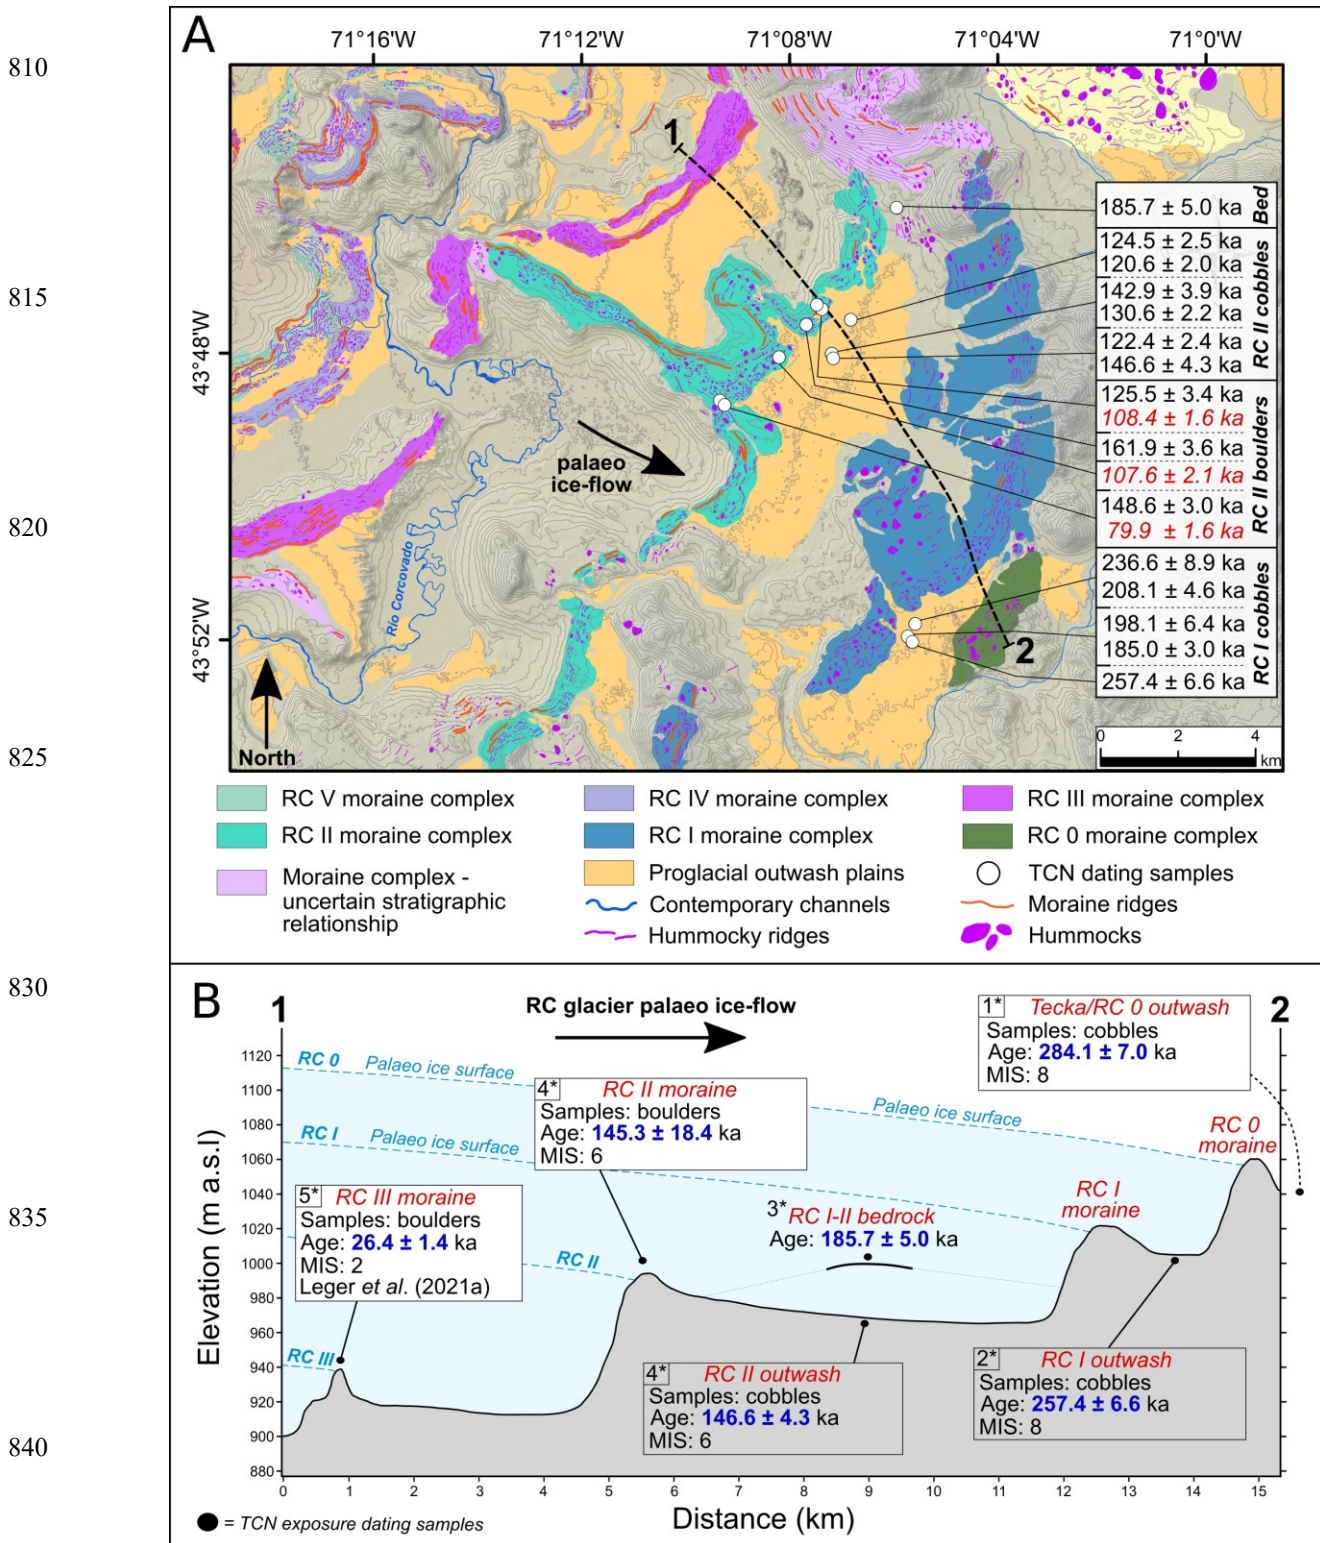 810
815
820
825
830
835
840
A
71°16'W
71°12'W
71°08'W
71°04'W
71°0'W
43°48'W
43°52'W
1
2
palaeo
ice-flow
Rio Corcovado
North
185.7 ± 5.0 ka
Bed
124.5 ± 2.5 ka
120.6 ± 2.0 ka
142.9 ± 3.9 ka
130.6 ± 2.2 ka
122.4 ± 2.4 ka
146.6 ± 4.3 ka
RC II cobbles
125.5 ± 3.4 ka
108.4 ± 1.6 ka
161.9 ± 3.6 ka
107.6 ± 2.1 ka
148.6 ± 3.0 ka
79.9 ± 1.6 ka
RC II boulders
236.6 ± 8.9 ka
208.1 ± 4.6 ka
198.1 ± 6.4 ka
185.0 ± 3.0 ka
257.4 ± 6.6 ka
RC I cobbles
0 2 4
km
RC V moraine complex
RC IV moraine complex
RC III moraine complex
RC II moraine complex
RC I moraine complex
RC 0 moraine complex
Moraine complex -
uncertain stratigraphic
relationship
Proglacial outwash plains
TCN dating samples
Contemporary channels
Moraine ridges
Hummocky ridges
Hummocks
B
1
RC glacier palaeo ice-flow
2
1* Tecka/RC 0 outwash
Samples: cobbles
Age: 284.1 ± 7.0 ka
MIS: 8
RC 0 Palaeo ice surface
4* RC II moraine
Samples: boulders
Age: 145.3 ± 18.4 ka
MIS: 6
Palaeo ice surface
RC 0
moraine
RC I Palaeo ice surface
RC I
moraine
5* RC III moraine
Samples: boulders
Age: 26.4 ± 1.4 ka
MIS: 2
Leger et al. (2021a)
3* RC I-II bedrock
Age: 185.7 ± 5.0 ka
RC II
RC III
4* RC II outwash
Samples: cobbles
Age: 146.6 ± 4.3 ka
MIS: 6
2* RC I outwash
Samples: cobbles
Age: 257.4 ± 6.6 ka
MIS: 8
Elevation (m a.s.l)
1120
1100
1080
1060
1040
1020
1000
980
960
940
920
900
880
0 1 2 3 4 5 6 7 8 9 10 11 12 13 14 15
Distance (km)
= TCN exposure dating samples